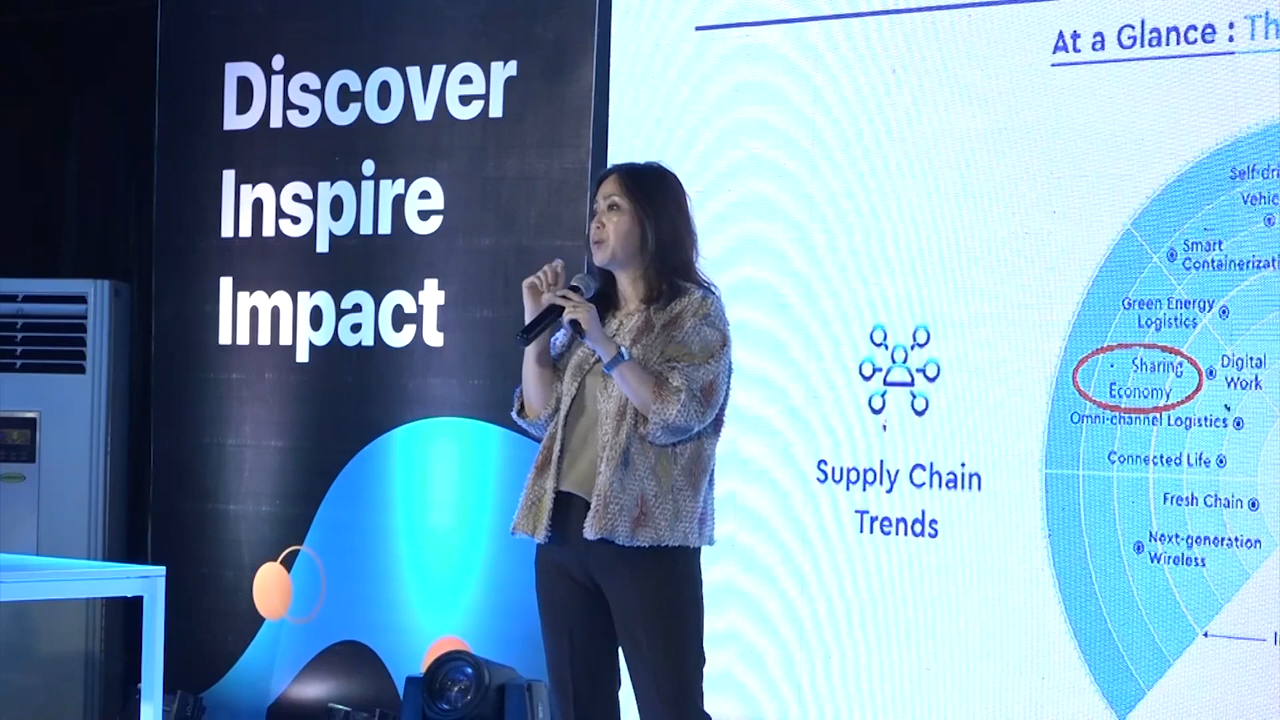 Discover
Inspire
Impact
At a Glance : Th
Supply Chain
Trends
Self-dri
Vehic
Smart
Containerizati
Green Energy
Logistics
Sharing
Economy
Digital
Work
Omni-channel Logistics
Connected Life
Fresh Chain
Next-generation
Wireless